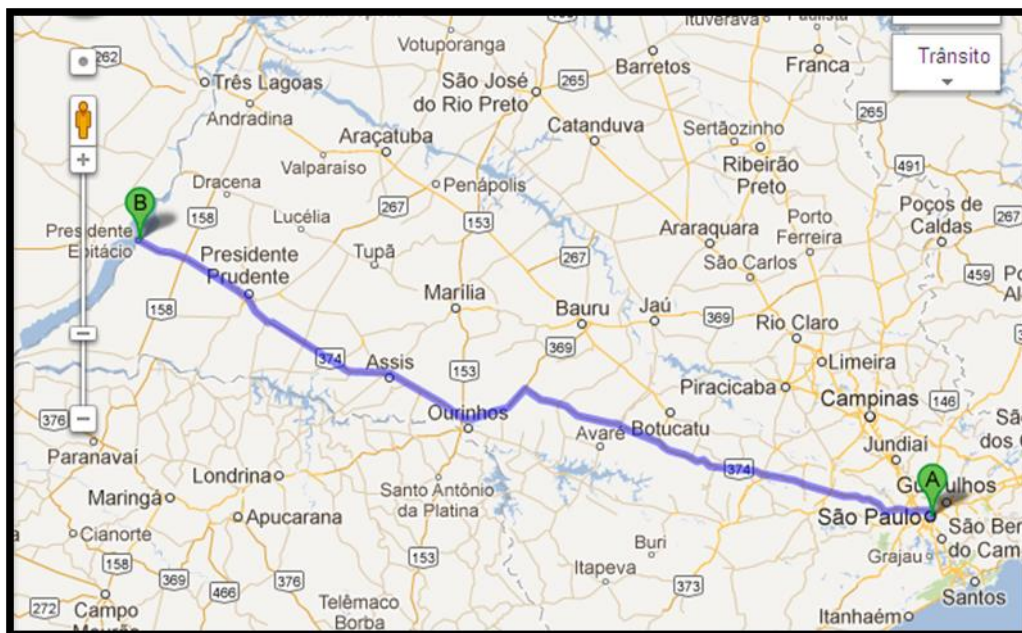 Ituverava
Paulista
Votuporanga
262
Três Lagoas
São José
do Rio Preto
265
Barretos
Franca
Trânsito
Andradina
Araçatuba
Catanduva
Sertãozinho
265
Valparaiso
Penápolis
Ribeirão
Preto
491
Dracena
B
158
Lucélia
267
153
Araraquara
Porto
Ferreira
Poços de
Caldas
267
Presidente
Epitácio
Tupã
267
São Carlos
459
Presidente
Prudente
158
Marília
Bauru
Jaú
369
Rio Claro
374
Assis
153
369
Limeira
Piracicaba
Campinas
146
376
Ourinhos
Avaré
Botucatu
Jundiaí
Paranavaí
Londrina
374
A
Maringá
Santo Antônio
da Platina
São Paulo
Cianorte
Apucarana
153
Buri
Grajau
158
369
376
Itapeva
373
466
Santos
272
Campo
Telêmaco
Borba
Itanhaém